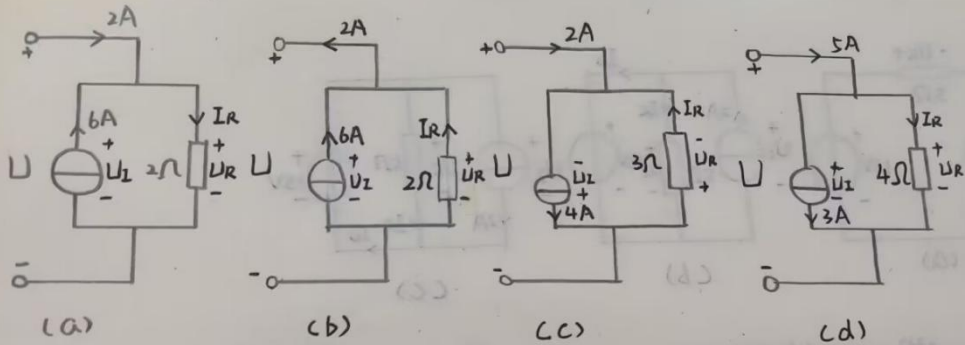 2A 2A 2A 5A
+ + + +
6A IR 6A IR IR IR
U + UI - 2Ω + UR - U + UI - 2Ω + UR - U - UI + 3Ω - UR + U + UI - 4Ω + UR -
4A 3A
- - - -
(a) (b) (c) (d)